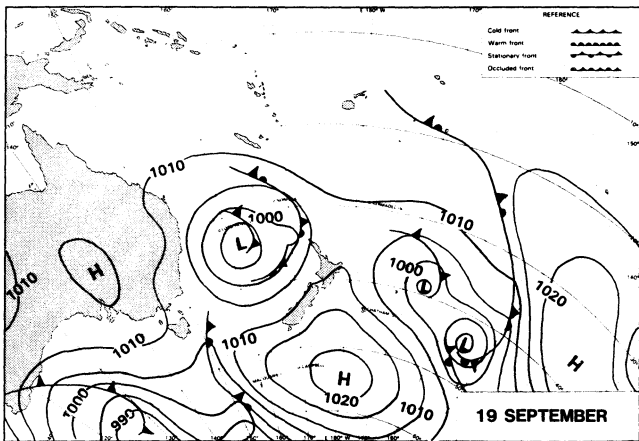 REFERENCE
Cold front
Warm front
Stationary front
Occluded front
1010
1000
L
1010
1010
H
1000
L
L
1020
H
1010
1010
1000
990
H
1020
1010
19 SEPTEMBER